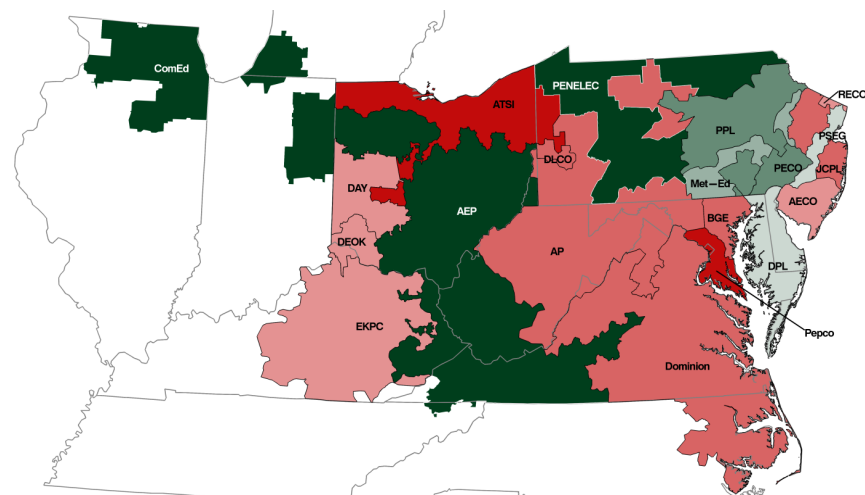 ComEd
PENELEC
RECO
ATSI
PPL
PSEG
DLCO
PECO
JCPL
Met-Ed
DAY
AEP
AECO
BGE
DEOK
AP
DPL
EKPC
Pepco
Dominion